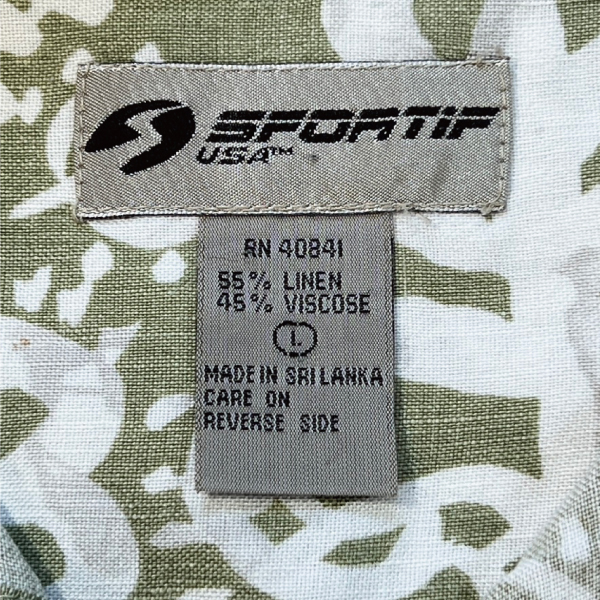 SPORTIF
USA™
RN 40841
55% LINEN
45% VISCOSE
L
MADE IN SRI LANKA
CARE ON
REVERSE SIDE